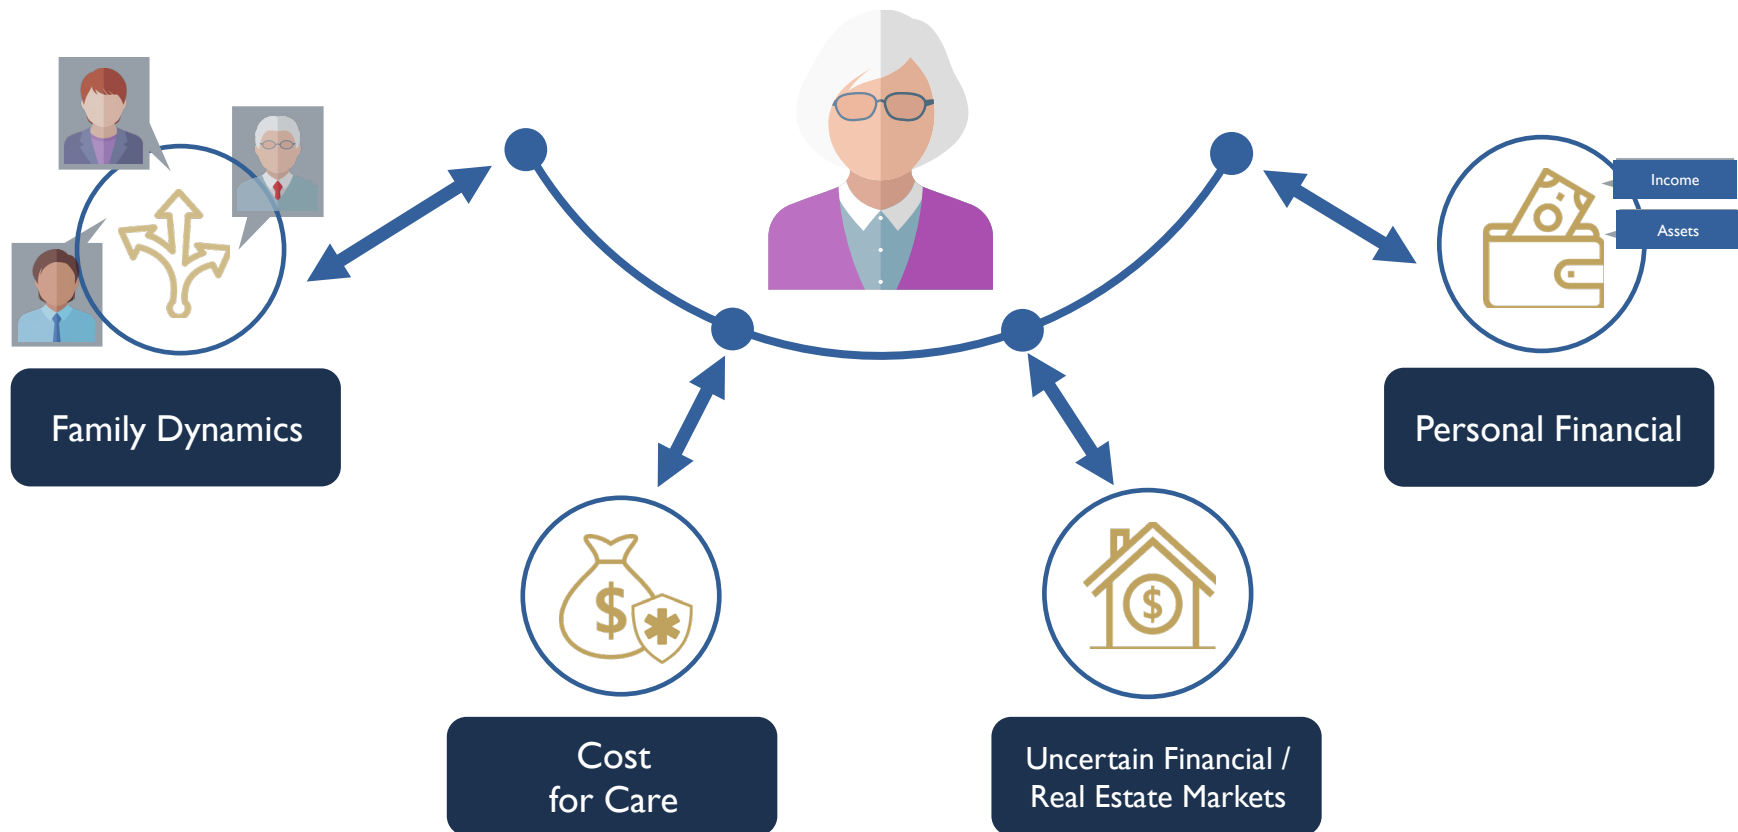 Income
Assets
Family Dynamics
Personal Financial
$
$
Cost
for Care
Uncertain Financial /
Real Estate Markets